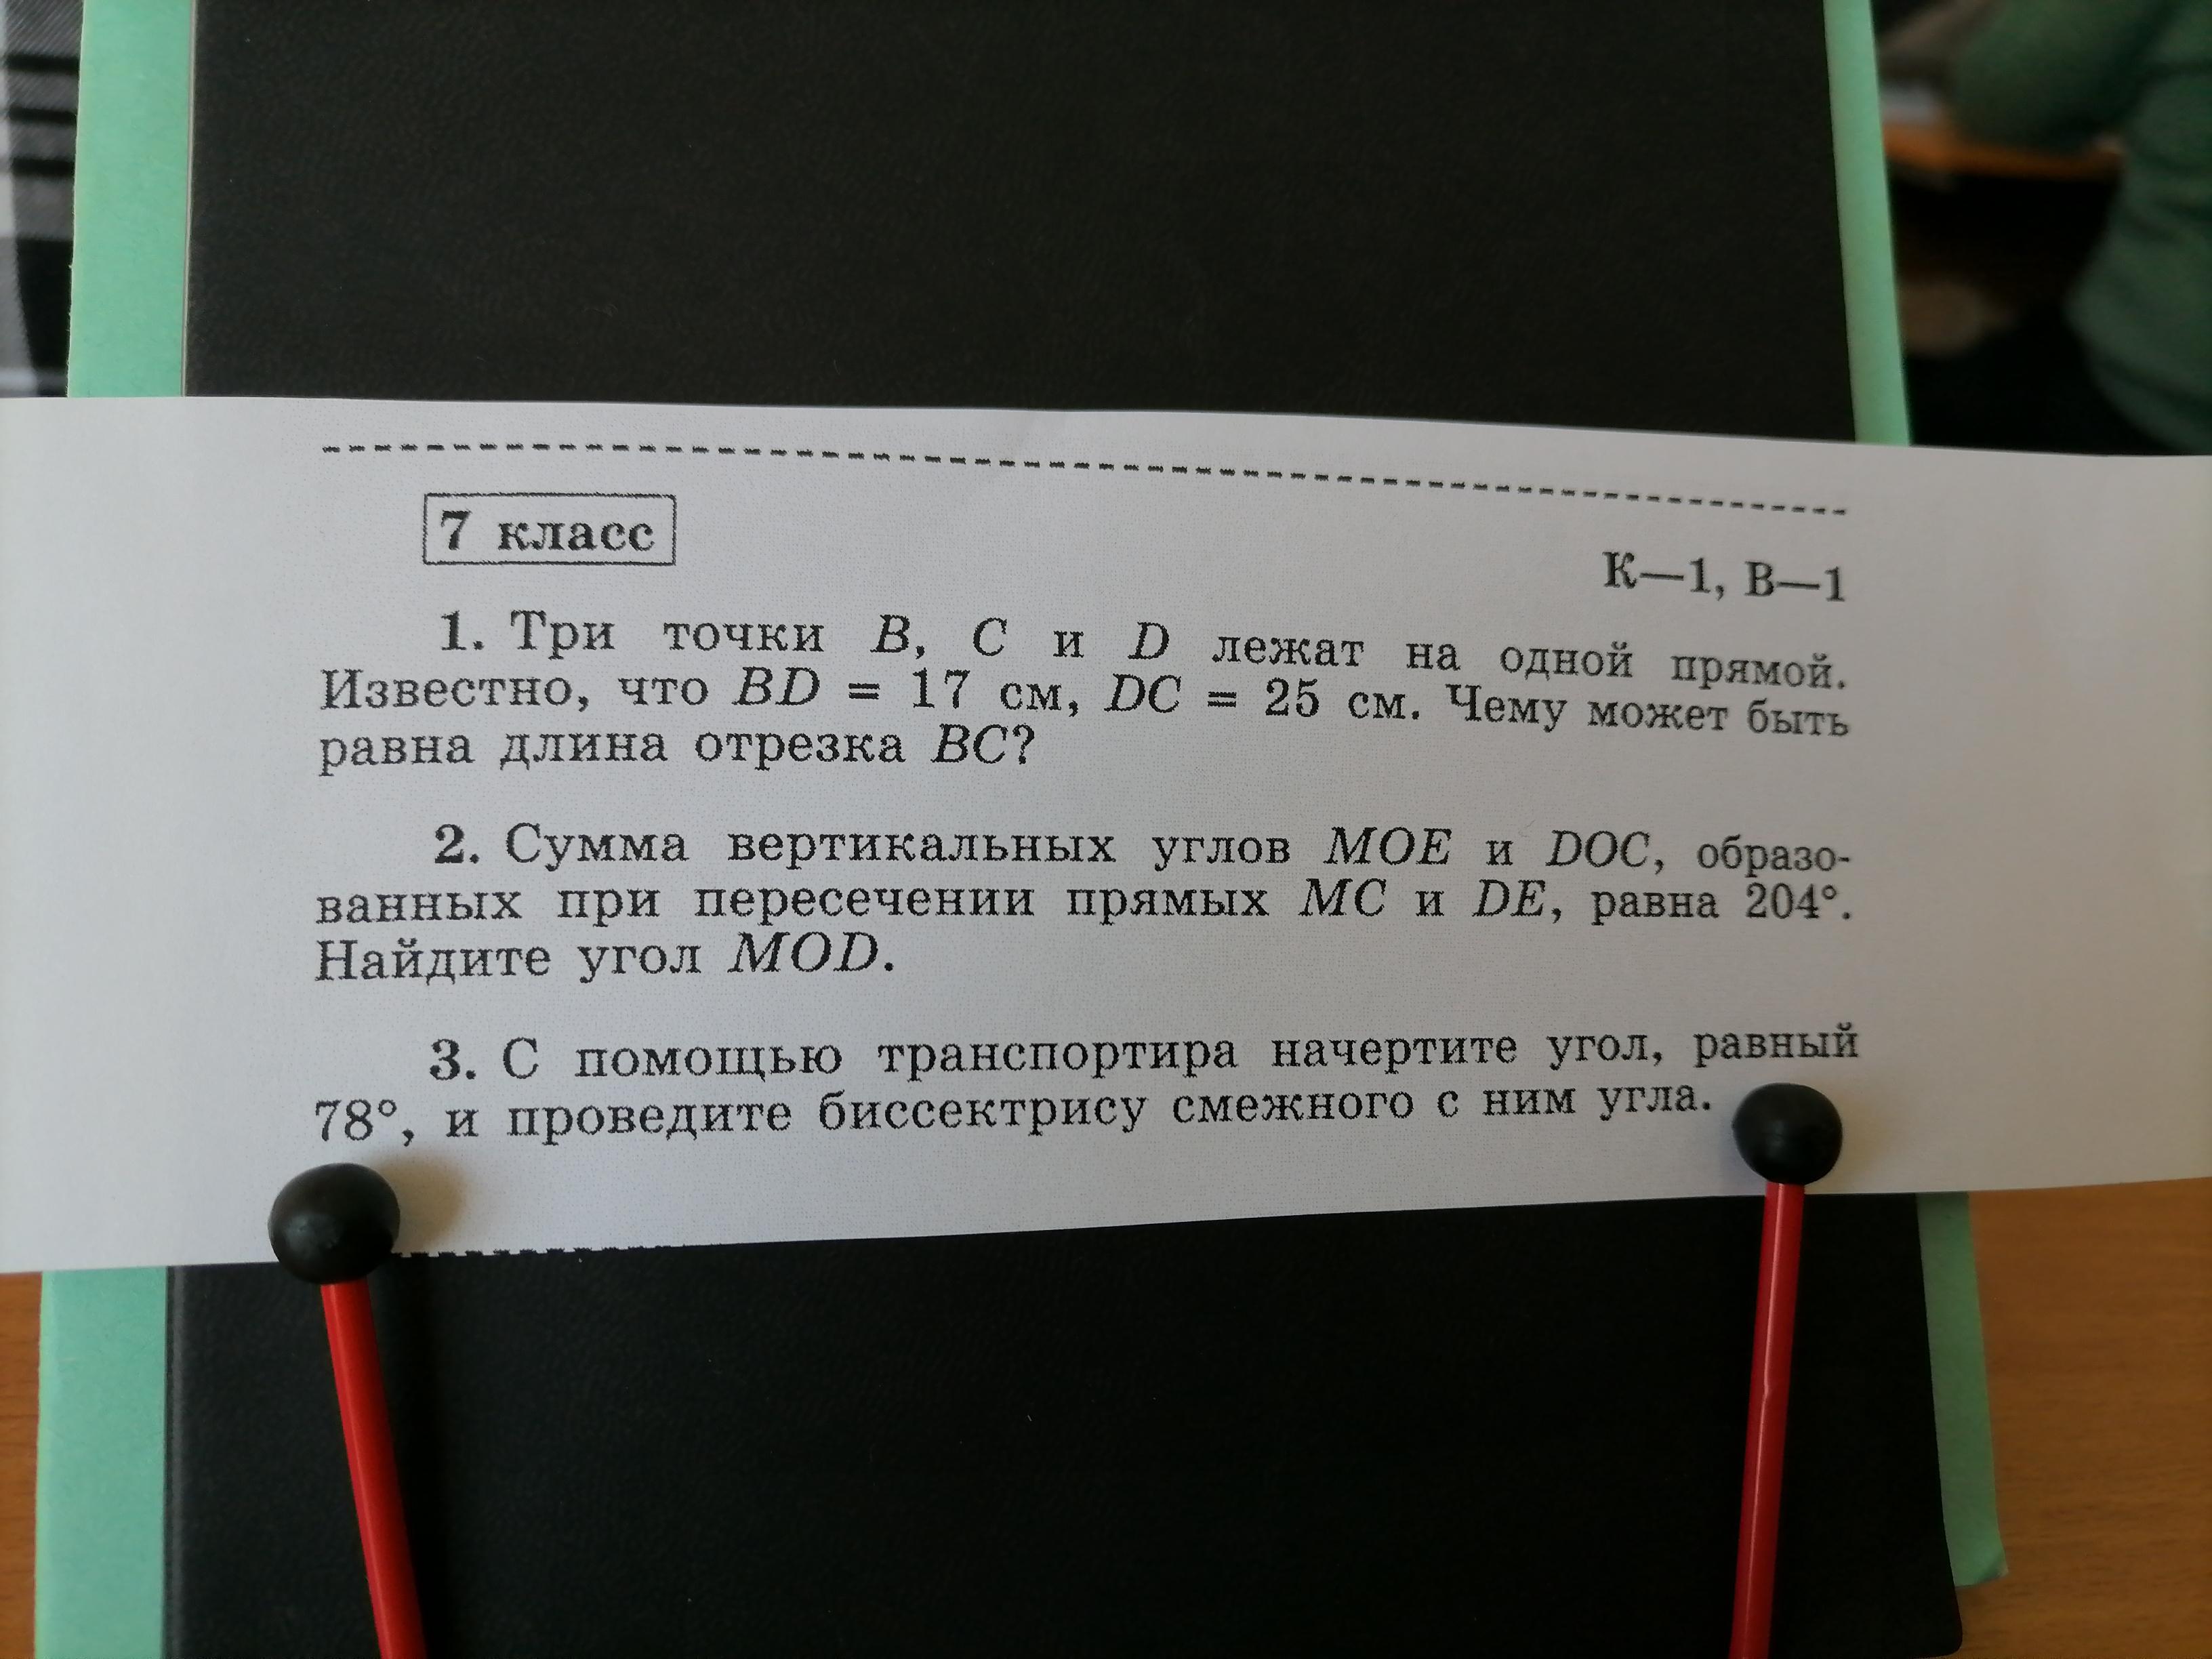 7 класс
К—1, В—1
1. Три точки B, C и D лежат на одной прямой.
Известно, что BD = 17 см, DC = 25 см. Чему может быть
равна длина отрезка BC?
2. Сумма вертикальных углов MOE и DOC, образо-
ванных при пересечении прямых MC и DE, равна 204°.
Найдите угол MOD.
3. С помощью транспортира начертите угол, равный
78°, и проведите биссектрису смежного с ним угла.